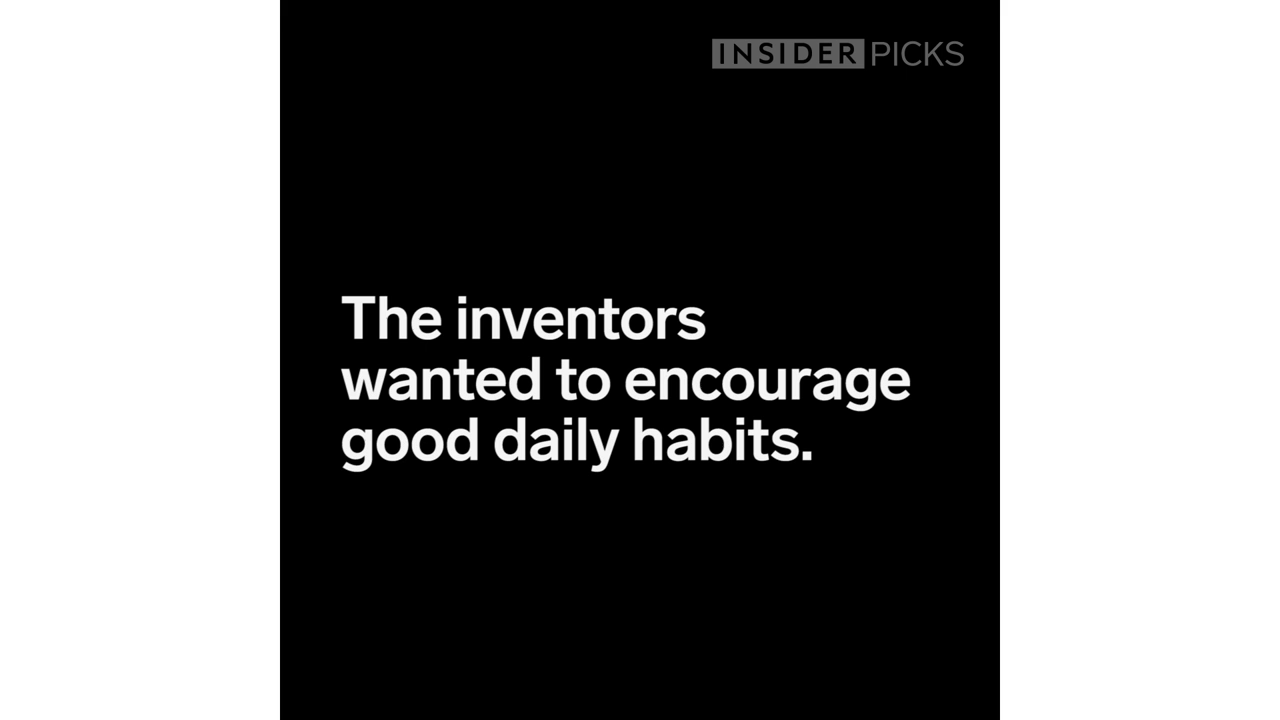 INSIDER PICKS
The inventors
wanted to encourage
good daily habits.